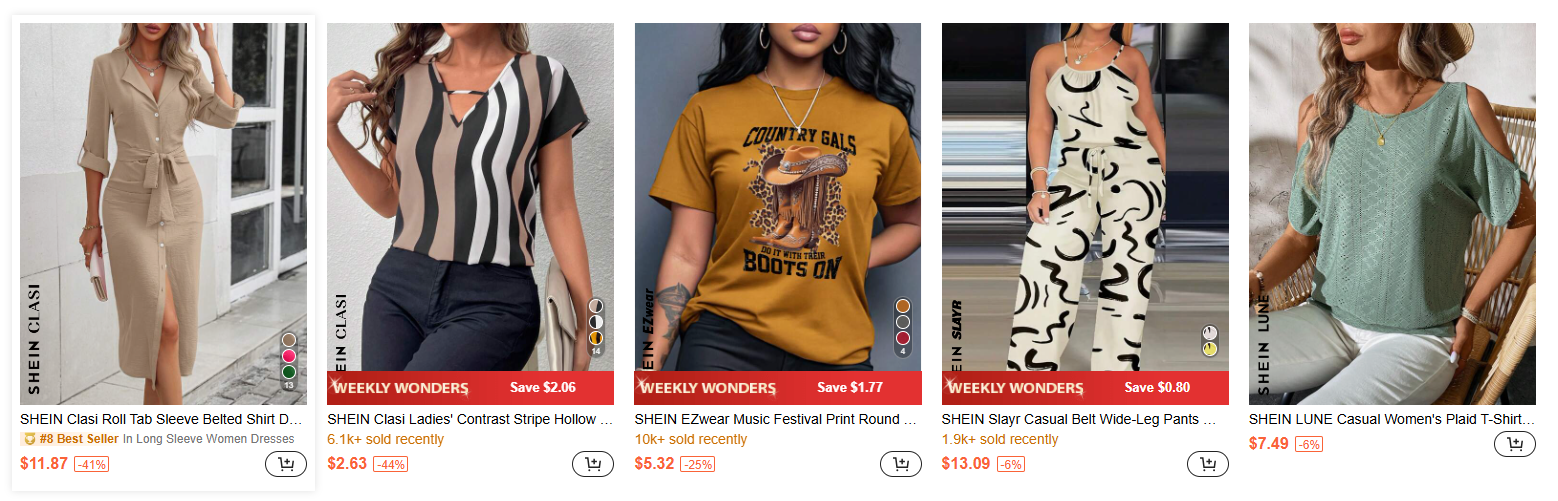 SHEIN CLASI
13
SHEIN Clasi Roll Tab Sleeve Belted Shirt D...
#8 Best Seller In Long Sleeve Women Dresses
$11.87 -41%
EIN CLASI
14
WEEKLY WONDERS Save $2.06
SHEIN Clasi Ladies' Contrast Stripe Hollow ...
6.1k+ sold recently
$2.63 -44%
COUNTRY GALS
DO IT WITH THEIR
BOOTS ON
EIN EZwear
4
WEEKLY WONDERS Save $1.77
SHEIN EZwear Music Festival Print Round ...
10k+ sold recently
$5.32 -25%
EIN SLAYR
WEEKLY WONDERS Save $0.80
SHEIN Slayr Casual Belt Wide-Leg Pants ...
1.9k+ sold recently
$13.09 -6%
SHEIN LUNE
SHEIN LUNE Casual Women's Plaid T-Shirt...
$7.49 -6%